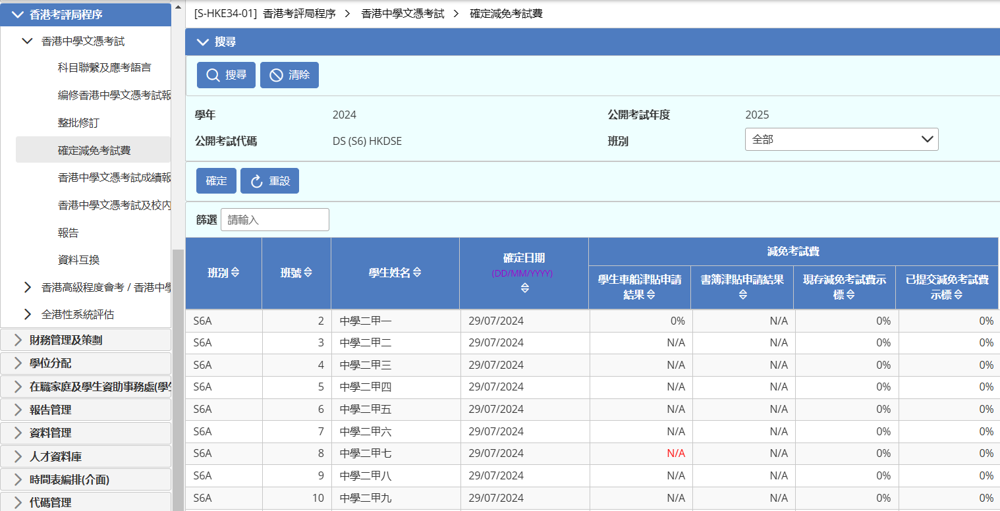 香港考評局程序
香港中學文憑考試
科目聯繫及應考語言
編修香港中學文憑考試報
整批修訂
確定減免考試費
香港中學文憑考試成績報
香港中學文憑考試及校內
報告
資料互換
香港高級程度會考 / 香港中學
全港性系統評估
財務管理及策劃
學位分配
在職家庭及學生資助事務處(學生
報告管理
資料管理
人才資料庫
時間表編排(介面)
代碼管理
[S-HKE34-01] 香港考評局程序 > 香港中學文憑考試 > 確定減免考試費
搜尋
搜尋 清除
學年 2024 公開考試年度 2025
公開考試代碼 DS (S6) HKDSE 班別 全部
確定 重設
篩選 請輸入
減免考試費
班別 班號 學生姓名 確定日期 (DD/MM/YYYY) 學生車船津貼申請結果 書簿津貼申請結果 現存減免考試費示標 已提交減免考試費示標
S6A 2 中學二甲一 29/07/2024 0% N/A 0% 0%
S6A 3 中學二甲二 29/07/2024 N/A N/A 0% 0%
S6A 4 中學二甲三 29/07/2024 N/A N/A 0% 0%
S6A 5 中學二甲四 29/07/2024 N/A N/A 0% 0%
S6A 6 中學二甲五 29/07/2024 N/A N/A 0% 0%
S6A 7 中學二甲六 29/07/2024 N/A N/A 0% 0%
S6A 8 中學二甲七 29/07/2024 N/A N/A 0% 0%
S6A 9 中學二甲八 29/07/2024 N/A N/A 0% 0%
S6A 10 中學二甲九 29/07/2024 N/A N/A 0% 0%